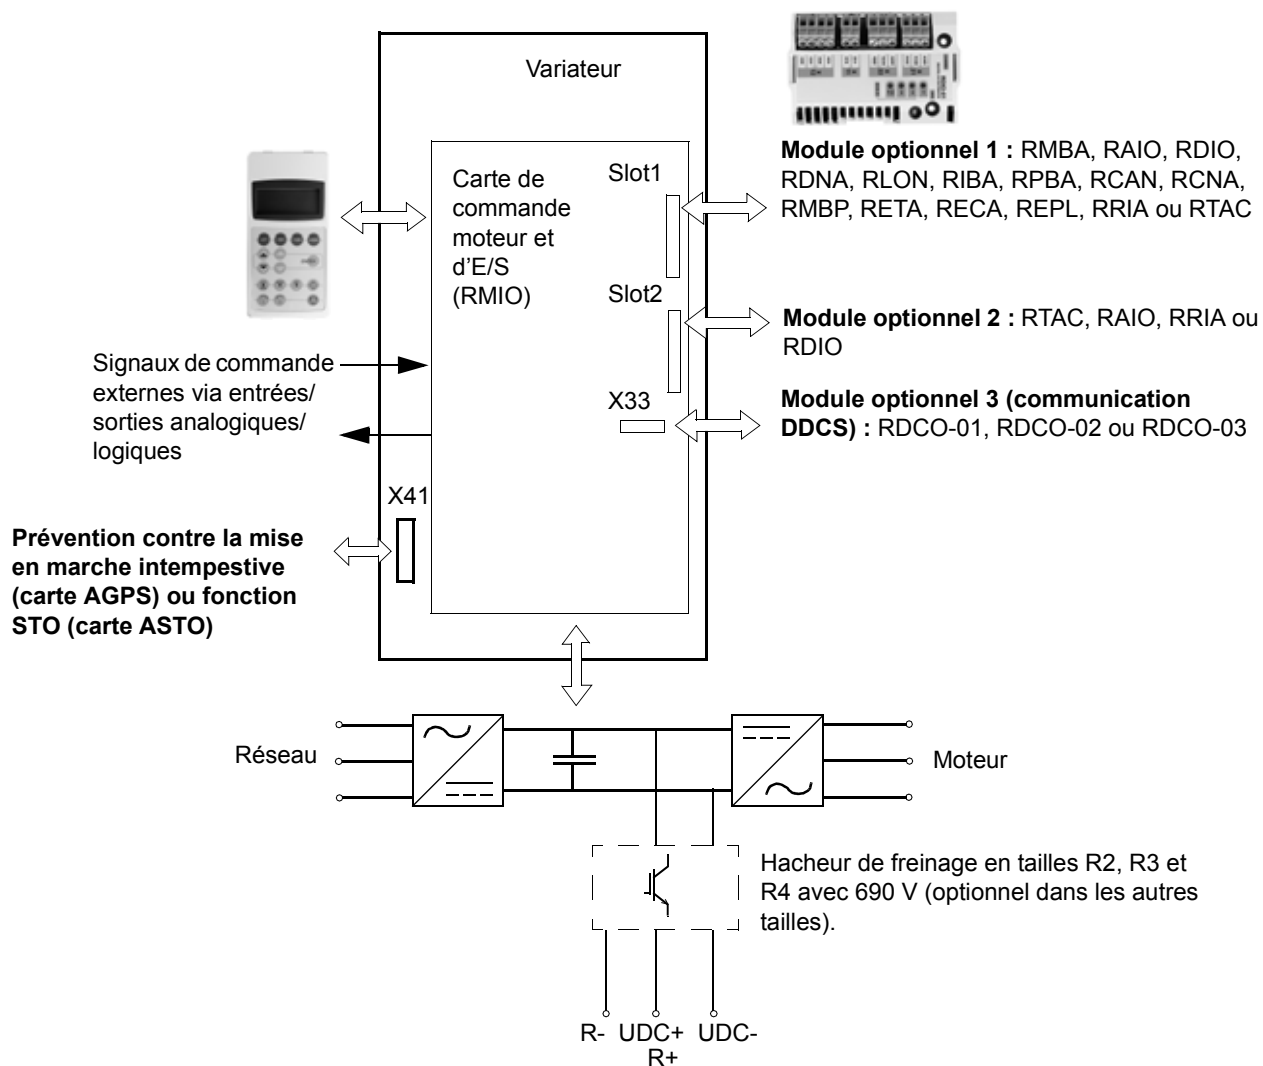 Variateur
Module optionnel 1 : RMBA, RAIO, RDIO,
RDNA, RLON, RIBA, RPBA, RCAN, RCNA,
RMBP, RETA, RECA, REPL, RRIA ou RTAC
Carte de
commande
moteur et
d'E/S
(RMIO)
Slot1
Slot2
Module optionnel 2 : RTAC, RAIO, RRIA ou
RDIO
Signaux de commande
externes via entrées/
sorties analogiques/
logiques
X33
Module optionnel 3 (communication
DDCS) : RDCO-01, RDCO-02 ou RDCO-03
X41
Prévention contre la mise
en marche intempestive
(carte AGPS) ou fonction
STO (carte ASTO)
Réseau
Moteur
Hacheur de freinage en tailles R2, R3 et
R4 avec 690 V (optionnel dans les autres
tailles).
R- UDC+ UDC-
R+